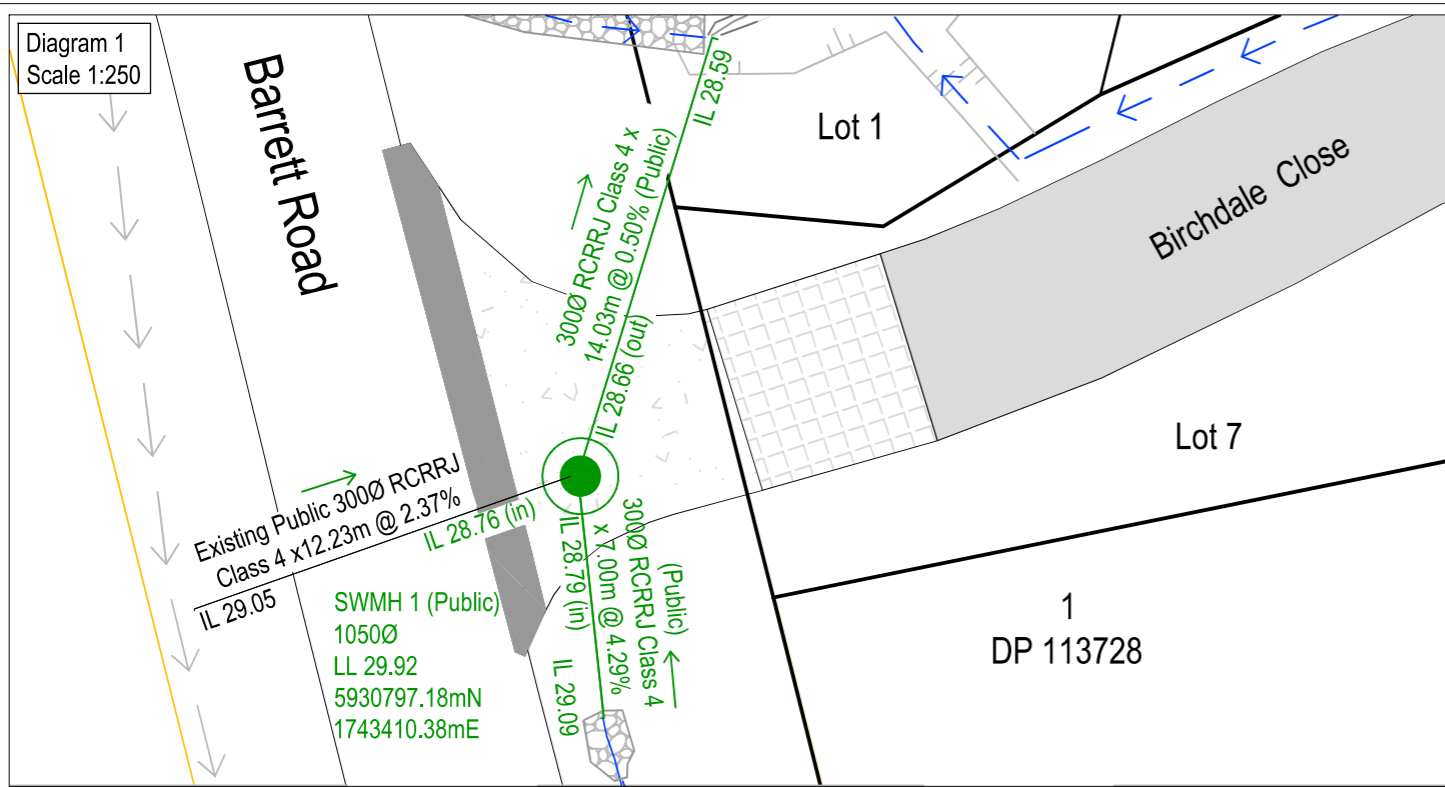 Diagram 1
Scale 1:250
Barrett Road
IL 28.59
300Ø RCRRJ Class 4 x
14.03m @ 0.50% (Public)
IL 28.66 (out)
Lot 1
Birchdale Close
Lot 7
Existing Public 300Ø RCRRJ
Class 4 x12.23m @ 2.37%
IL 28.76 (in)
IL 29.05
SWMH 1 (Public)
1050Ø
LL 29.92
5930797.18mN
1743410.38mE
IL 28.79 (in)
IL 29.09
300Ø RCRRJ Class 4
x 7.00m @ 4.29%
(Public)
1
DP 113728